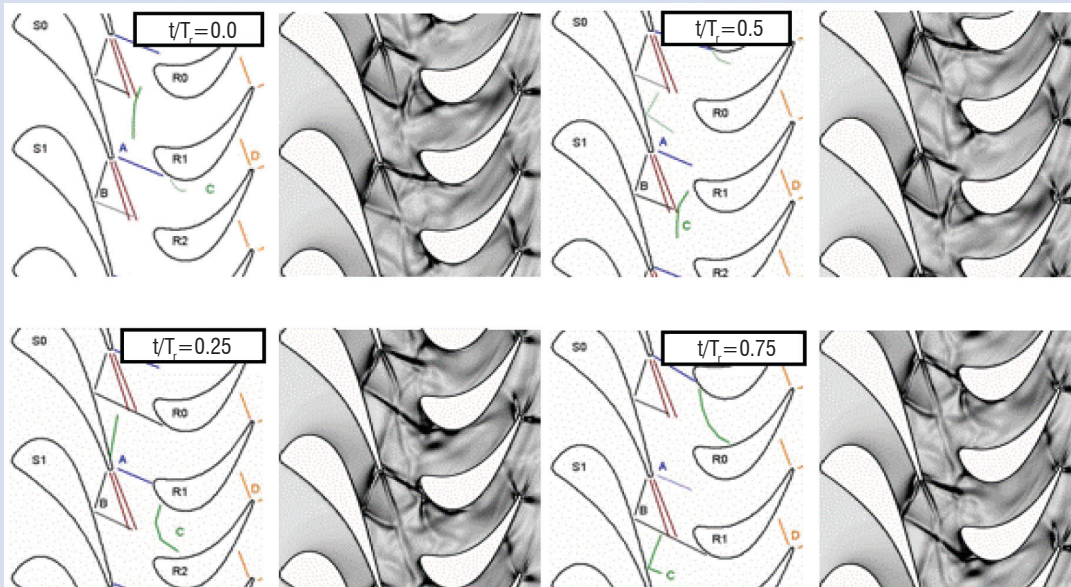 S0
t/Tr=0.0
R0
S1
A
R1
D
B
C
R2
S0
t/Tr=0.5
R0
S1
A
R1
D
B
C
R2
S0
t/Tr=0.25
R0
S1
A
R1
D
B
C
R2
S0
t/Tr=0.75
R0
S1
A
D
B
R1
C